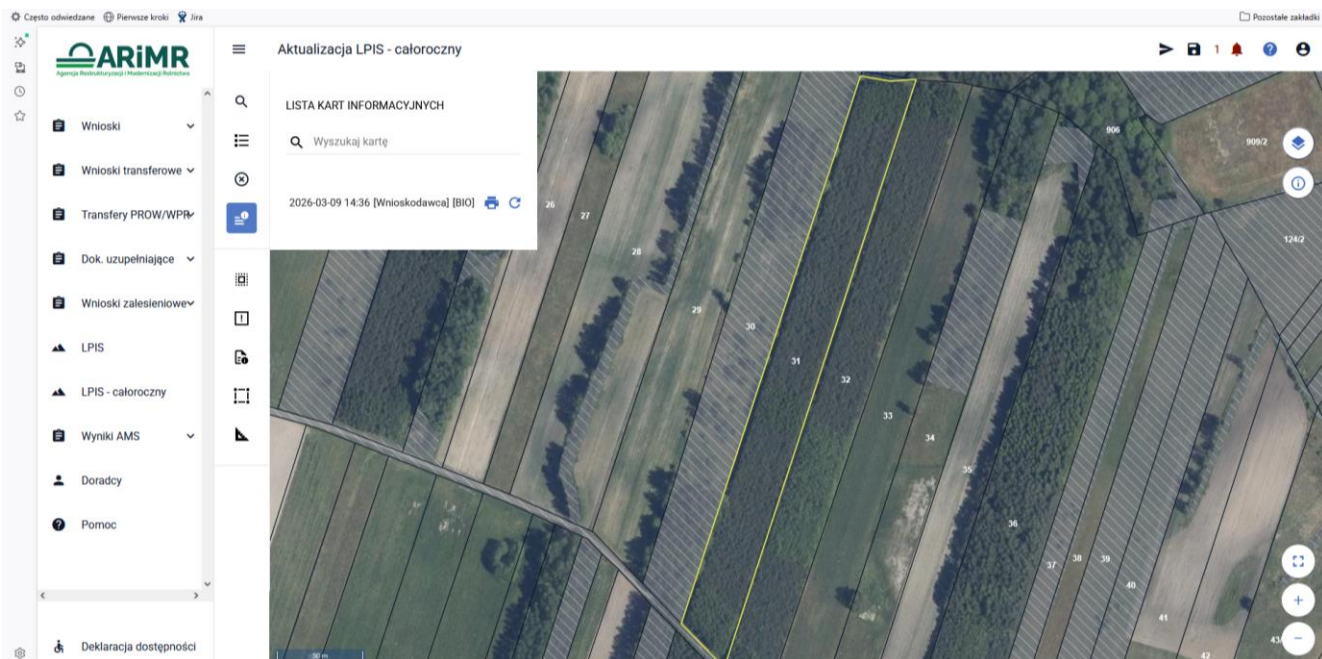 Często odwiedzane Pierwsze kroki Jira Pozostałe zakładki
ARiMR
Agencja Restrukturyzacji i Modernizacji Rolnictwa
Aktualizacja LPIS - całoroczny
1
Wnioski
Wnioski transferowe
Transfery PROW/WPR
Dok. uzupełniające
Wnioski zalesieniowe
LPIS
LPIS - całoroczny
Wyniki AMS
Doradcy
Pomoc
Deklaracja dostępności
LISTA KART INFORMACYJNYCH
Wyszukaj kartę
2026-03-09 14:36 [Wnioskodawca] [BIO]
906
909/2
26
27
124/2
28
29
30
31
32
33
34
35
36
37
38
39
40
41
42
50 m